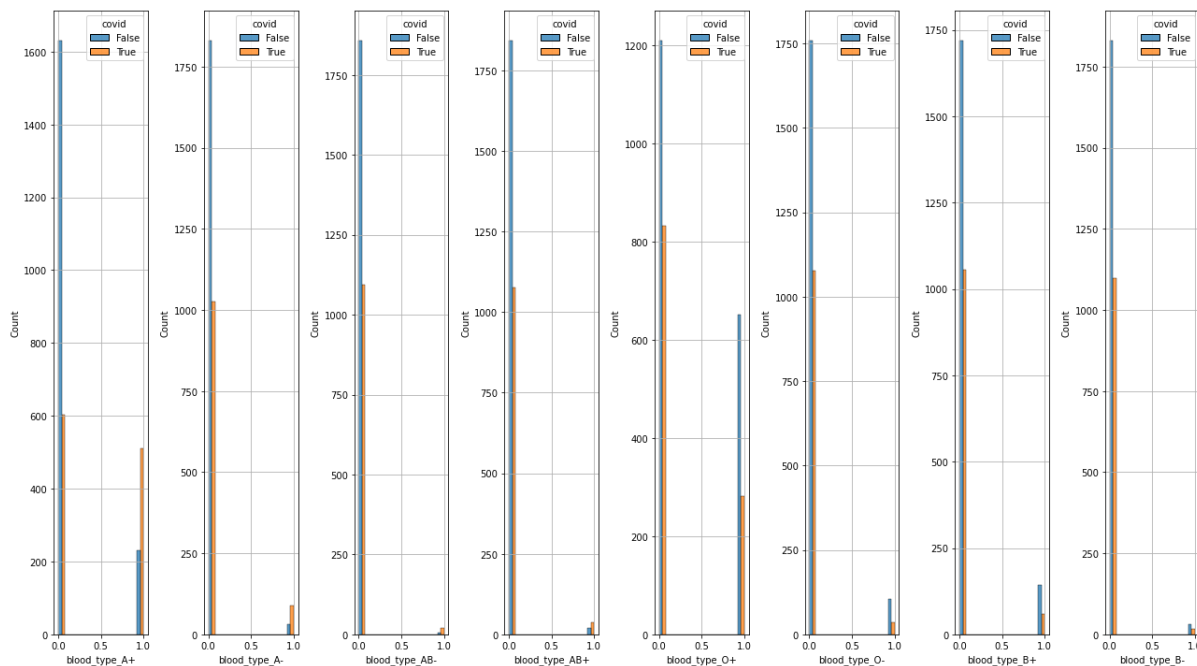 covid
False
True
1600
1400
1200
1000
800
600
400
200
0
Count
0.0 0.5 1.0
blood_type_A+
covid
False
True
1750
1500
1250
1000
750
500
250
0
Count
0.0 0.5 1.0
blood_type_A-
covid
False
True
1750
1500
1250
1000
750
500
250
0
Count
0.0 0.5 1.0
blood_type_AB-
covid
False
True
1750
1500
1250
1000
750
500
250
0
Count
0.0 0.5 1.0
blood_type_AB+
covid
False
True
1200
1000
800
600
400
200
0
Count
0.0 0.5 1.0
blood_type_O+
covid
False
True
1750
1500
1250
1000
750
500
250
0
Count
0.0 0.5 1.0
blood_type_O-
covid
False
True
1750
1500
1250
1000
750
500
250
0
Count
0.0 0.5 1.0
blood_type_B+
covid
False
True
1750
1500
1250
1000
750
500
250
0
Count
0.0 0.5 1.0
blood_type_B-